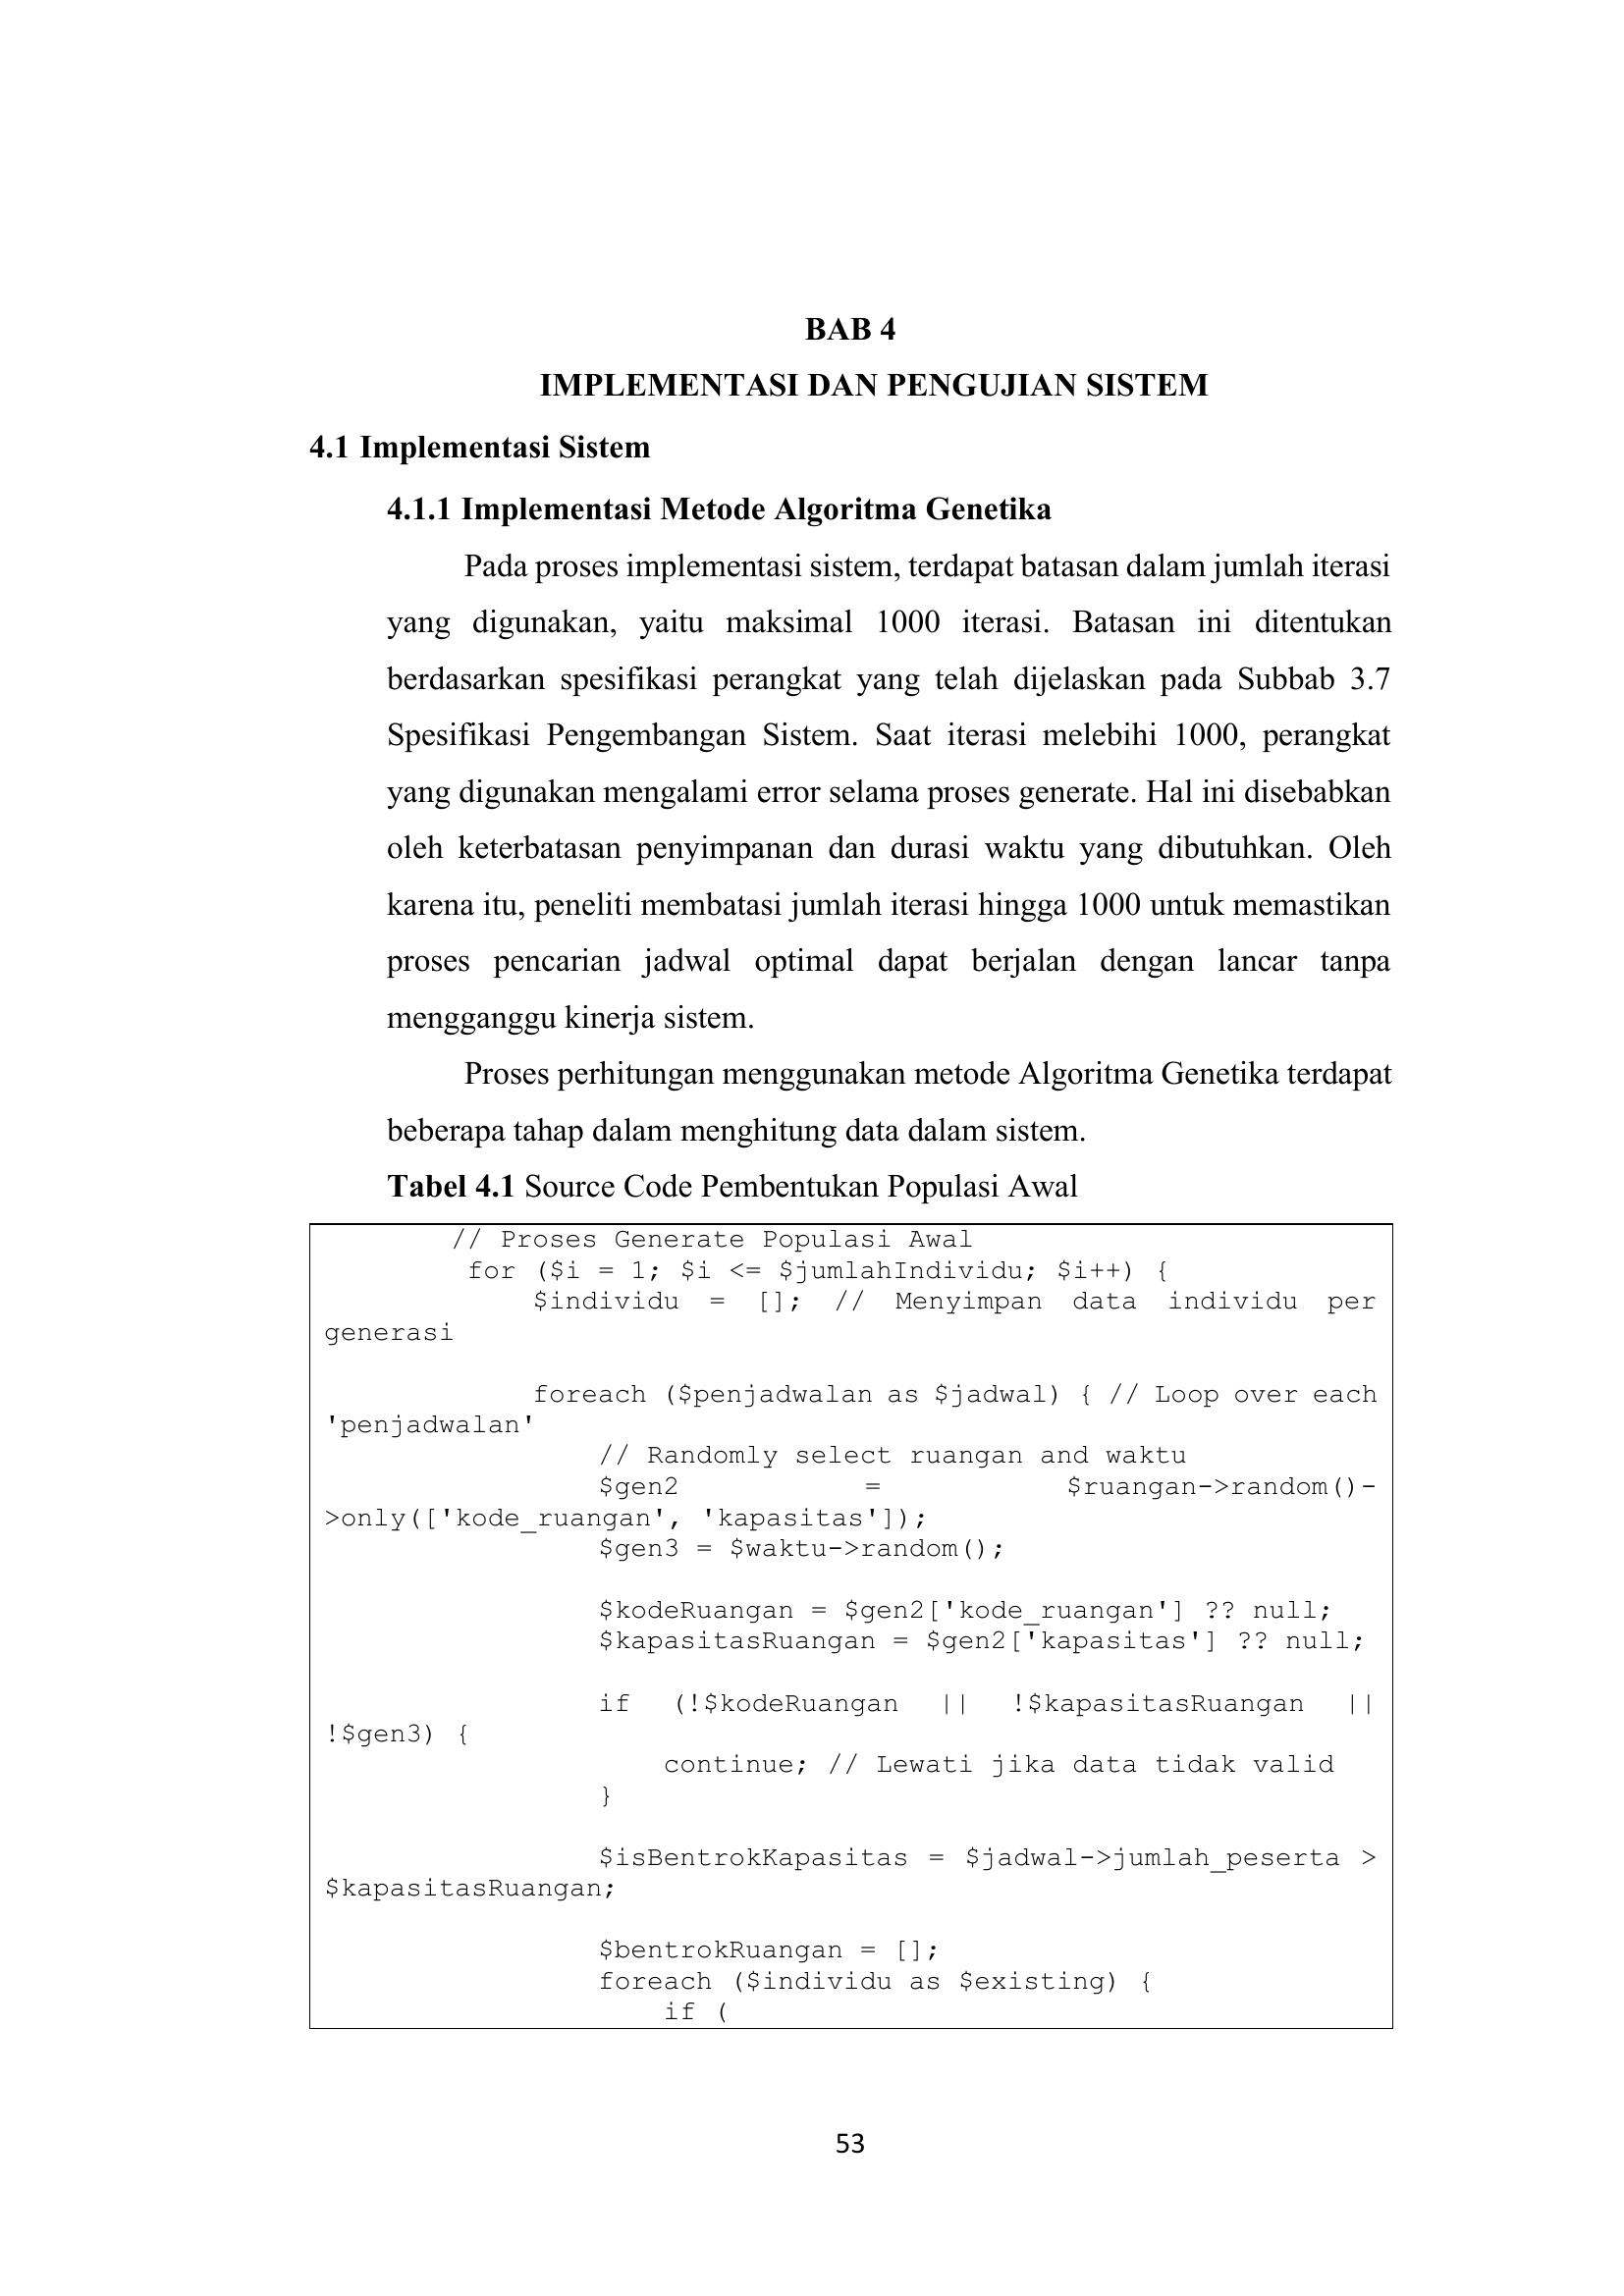 BAB 4
IMPLEMENTASI DAN PENGUJIAN SISTEM
4.1 Implementasi Sistem
4.1.1 Implementasi Metode Algoritma Genetika
Pada proses implementasi sistem, terdapat batasan dalam jumlah iterasi
yang digunakan, yaitu maksimal 1000 iterasi. Batasan ini ditentukan
berdasarkan spesifikasi perangkat yang telah dijelaskan pada Subbab 3.7
Spesifikasi Pengembangan Sistem. Saat iterasi melebihi 1000, perangkat
yang digunakan mengalami error selama proses generate. Hal ini disebabkan
oleh keterbatasan penyimpanan dan durasi waktu yang dibutuhkan. Oleh
karena itu, peneliti membatasi jumlah iterasi hingga 1000 untuk memastikan
proses pencarian jadwal optimal dapat berjalan dengan lancar tanpa
mengganggu kinerja sistem.
Proses perhitungan menggunakan metode Algoritma Genetika terdapat
beberapa tahap dalam menghitung data dalam sistem.
Tabel 4.1 Source Code Pembentukan Populasi Awal
// Proses Generate Populasi Awal
for ($i = 1; $i <= $jumlahIndividu; $i++) {
$individu = []; // Menyimpan data individu per
generasi
foreach ($penjadwalan as $jadwal) { // Loop over each
'penjadwalan'
// Randomly select ruangan and waktu
$gen2 = $ruangan->random()-
>only(['kode_ruangan', 'kapasitas']);
$gen3 = $waktu->random();
$kodeRuangan = $gen2['kode_ruangan'] ?? null;
$kapasitasRuangan = $gen2['kapasitas'] ?? null;
if (!$kodeRuangan || !$kapasitasRuangan ||
!$gen3) {
continue; // Lewati jika data tidak valid
}
$isBentrokKapasitas = $jadwal->jumlah_peserta >
$kapasitasRuangan;
$bentrokRuangan = [];
foreach ($individu as $existing) {
if (
53